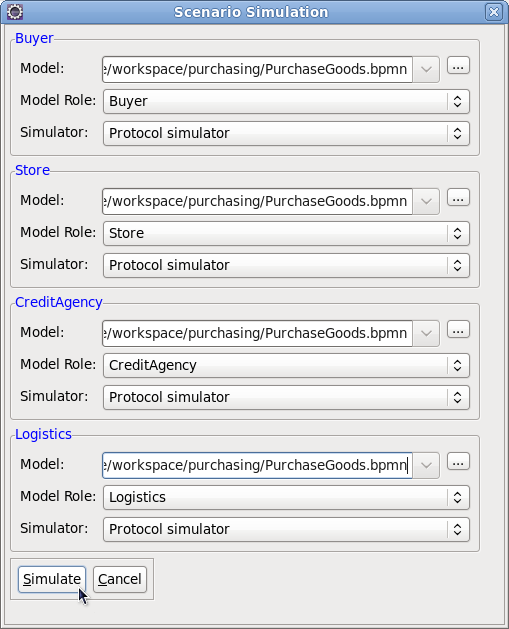 Scenario Simulation
Buyer
Model: /workspace/purchasing/PurchaseGoods.bpmn ...
Model Role: Buyer
Simulator: Protocol simulator
Store
Model: /workspace/purchasing/PurchaseGoods.bpmn ...
Model Role: Store
Simulator: Protocol simulator
CreditAgency
Model: /workspace/purchasing/PurchaseGoods.bpmn ...
Model Role: CreditAgency
Simulator: Protocol simulator
Logistics
Model: /workspace/purchasing/PurchaseGoods.bpmn ...
Model Role: Logistics
Simulator: Protocol simulator
Simulate Cancel